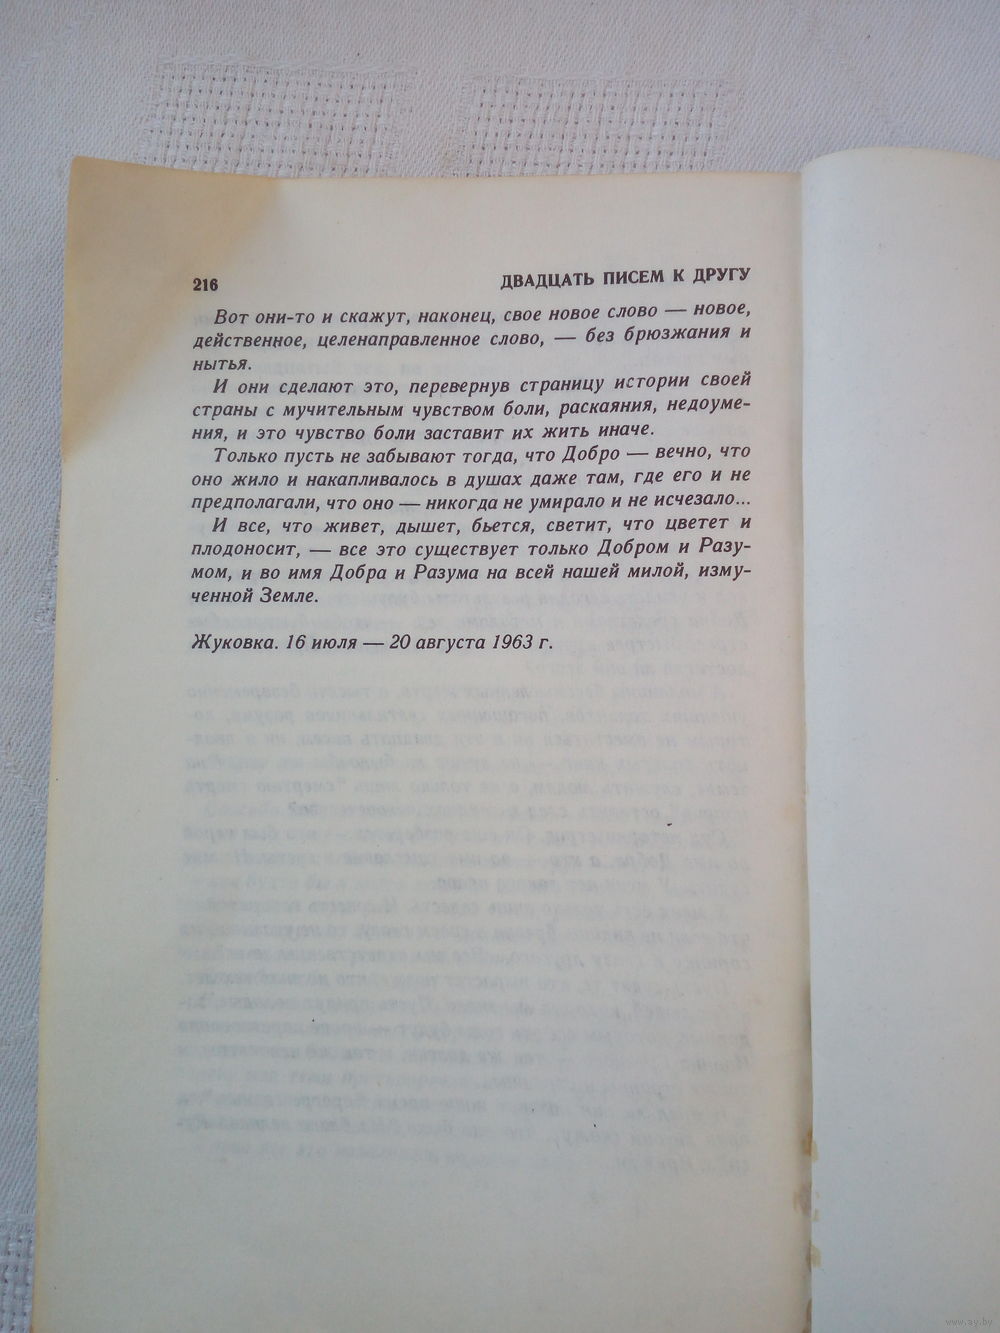 216
ДВАДЦАТЬ ПИСЕМ К ДРУГУ
Вот они-то и скажут, наконец, свое новое слово — новое,
действенное, целенаправленное слово, — без брюзжания и
нытья.
И они сделают это, перевернув страницу истории своей
страны с мучительным чувством боли, раскаяния, недоуме-
ния, и это чувство боли заставит их жить иначе.
Только пусть не забывают тогда, что Добро — вечно, что
оно жило и накапливалось в душах даже там, где его и не
предполагали, что оно — никогда не умирало и не исчезало...
И все, что живет, дышет, бьется, светит, что цветет и
плодоносит, — все это существует только Добром и Разу-
мом, и во имя Добра и Разума на всей нашей милой, изму-
ченной Земле.
Жуковка. 16 июля — 20 августа 1963 г.
www.ay.by